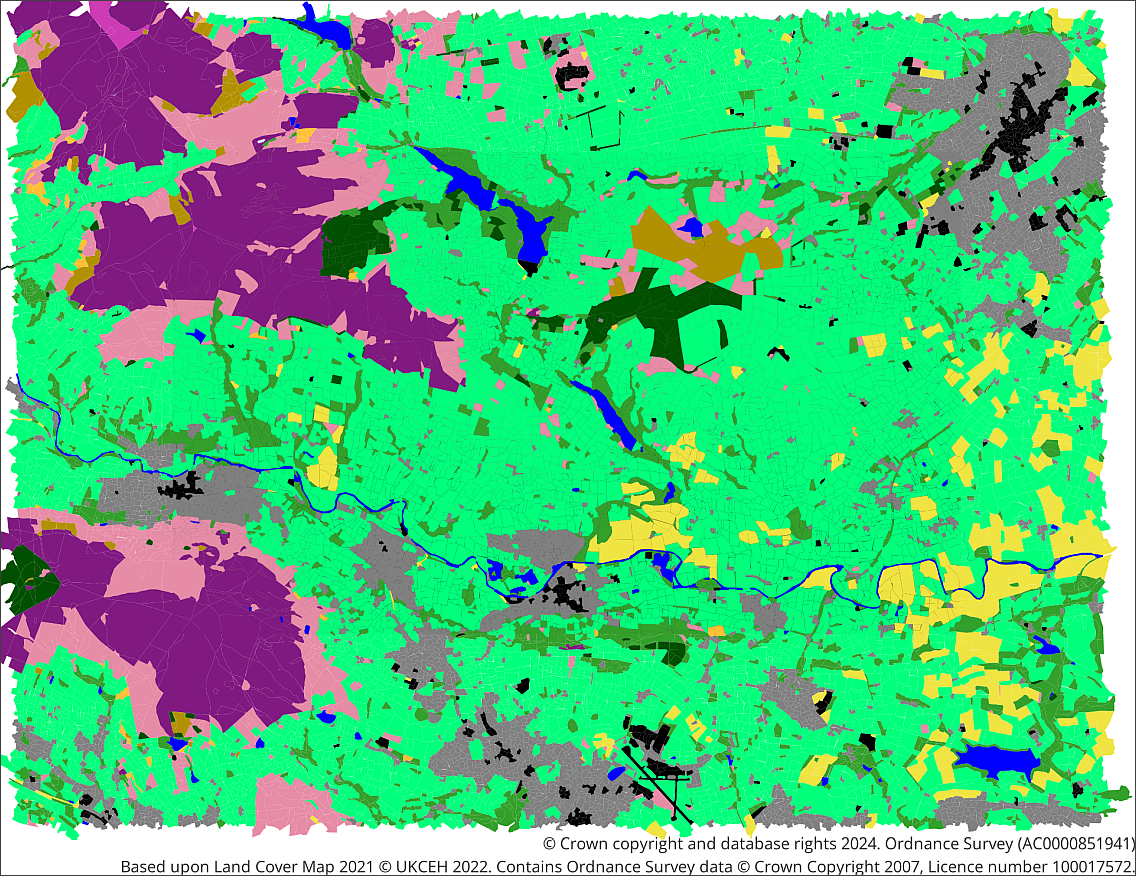 © Crown copyright and database rights 2024. Ordnance Survey (AC0000851941)
Based upon Land Cover Map 2021 © UKCEH 2022. Contains Ordnance Survey data © Crown Copyright 2007, Licence number 100017572.